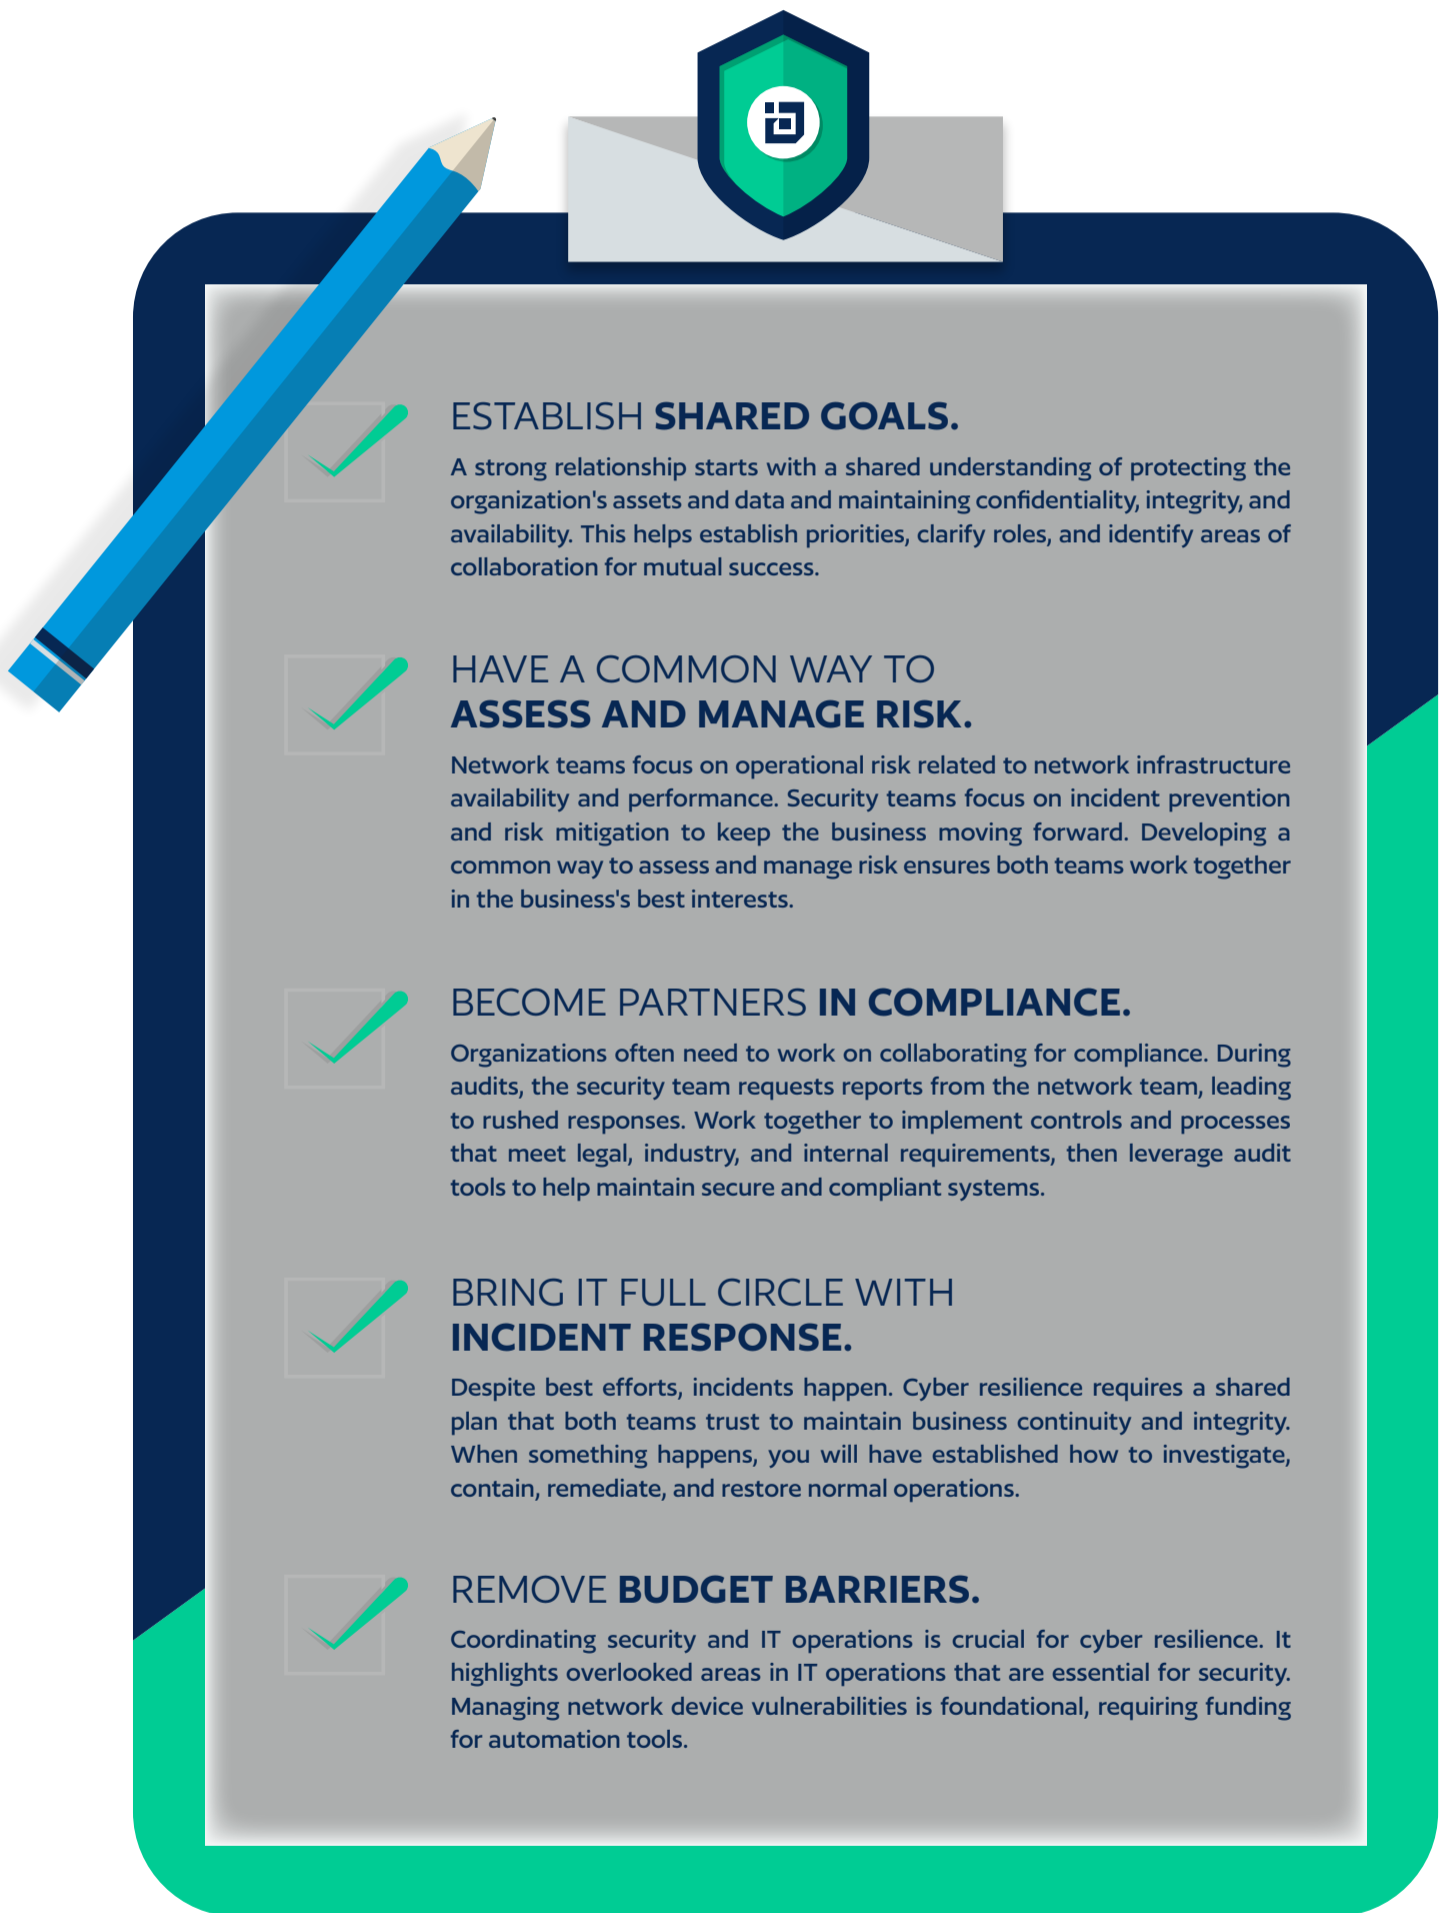 ESTABLISH SHARED GOALS.
A strong relationship starts with a shared understanding of protecting the
organization's assets and data and maintaining confidentiality, integrity, and
availability. This helps establish priorities, clarify roles, and identify areas of
collaboration for mutual success.
HAVE A COMMON WAY TO
ASSESS AND MANAGE RISK.
Network teams focus on operational risk related to network infrastructure
availability and performance. Security teams focus on incident prevention
and risk mitigation to keep the business moving forward. Developing a
common way to assess and manage risk ensures both teams work together
in the business's best interests.
BECOME PARTNERS IN COMPLIANCE.
Organizations often need to work on collaborating for compliance. During
audits, the security team requests reports from the network team, leading
to rushed responses. Work together to implement controls and processes
that meet legal, industry, and internal requirements, then leverage audit
tools to help maintain secure and compliant systems.
BRING IT FULL CIRCLE WITH
INCIDENT RESPONSE.
Despite best efforts, incidents happen. Cyber resilience requires a shared
plan that both teams trust to maintain business continuity and integrity.
When something happens, you will have established how to investigate,
contain, remediate, and restore normal operations.
REMOVE BUDGET BARRIERS.
Coordinating security and IT operations is crucial for cyber resilience. It
highlights overlooked areas in IT operations that are essential for security.
Managing network device vulnerabilities is foundational, requiring funding
for automation tools.